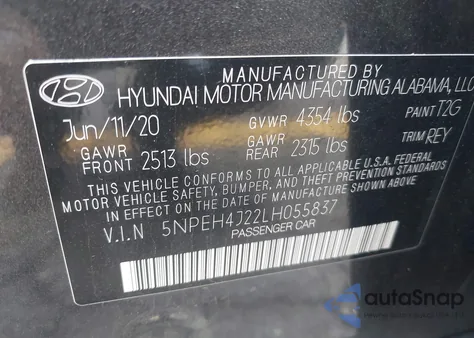 MANUFACTURED BY
HYUNDAI MOTOR MANUFACTURING ALABAMA, LLC
Jun/11/20 GVWR 4354 lbs PAINT T2G
GAWR FRONT 2513 lbs GAWR REAR 2315 lbs TRIM REY
THIS VEHICLE CONFORMS TO ALL APPLICABLE U.S.A. FEDERAL
MOTOR VEHICLE SAFETY, BUMPER, AND THEFT PREVENTION
STANDARDS IN EFFECT ON THE DATE OF MANUFACTURE SHOWN ABOVE.
V.I.N 5NPEH4J22LH055837
PASSENGER CAR
autoSnap